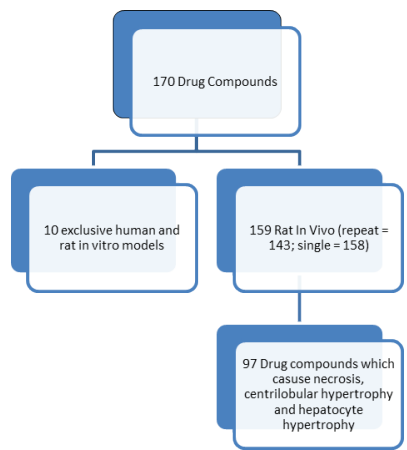 170 Drug Compounds
10 exclusive human and
rat in vitro models
159 Rat In Vivo (repeat =
143; single = 158)
97 Drug compounds which
casuse necrosis,
centrilobular hypertrophy
and hepatocyte
hypertrophy